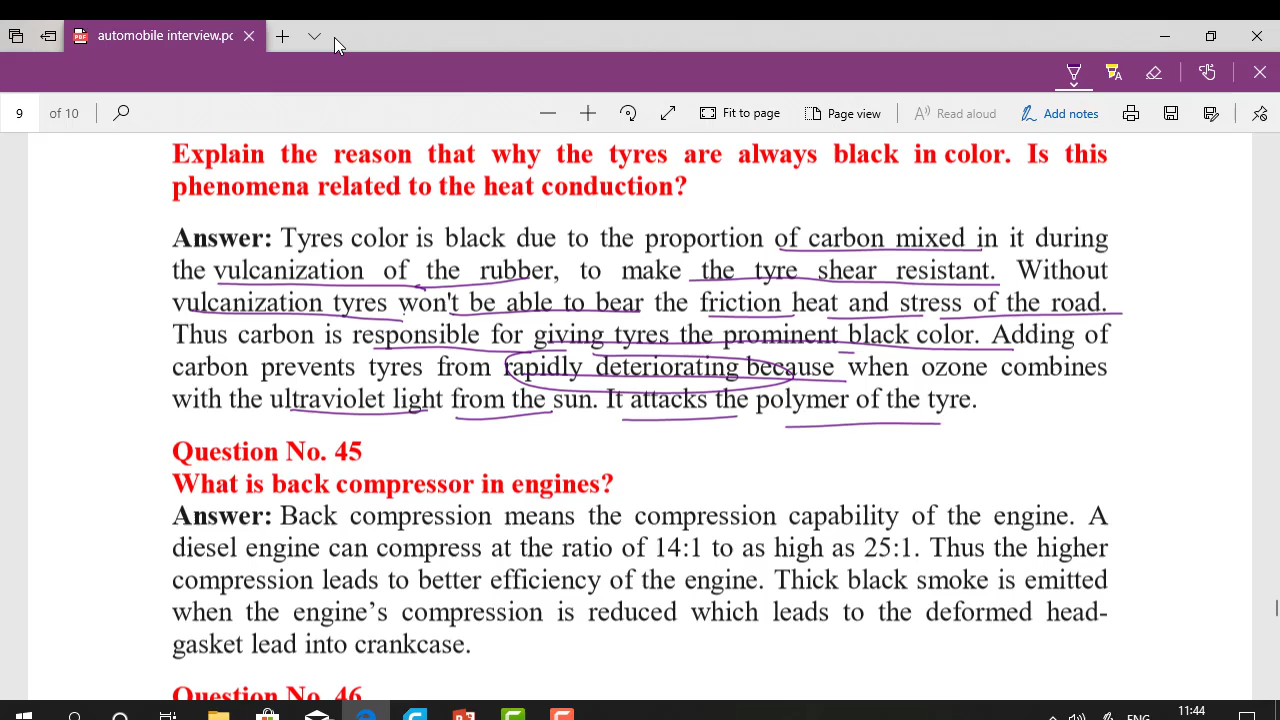 automobile interview.pc
9 of 10 Fit to page Page view Read aloud Add notes
Explain the reason that why the tyres are always black in color. Is this
phenomena related to the heat conduction?
Answer: Tyres color is black due to the proportion of carbon mixed in it during
the vulcanization of the rubber, to make the tyre shear resistant. Without
vulcanization tyres won't be able to bear the friction heat and stress of the road.
Thus carbon is responsible for giving tyres the prominent black color. Adding of
carbon prevents tyres from rapidly deteriorating because when ozone combines
with the ultraviolet light from the sun. It attacks the polymer of the tyre.
Question No. 45
What is back compressor in engines?
Answer: Back compression means the compression capability of the engine. A
diesel engine can compress at the ratio of 14:1 to as high as 25:1. Thus the higher
compression leads to better efficiency of the engine. Thick black smoke is emitted
when the engine’s compression is reduced which leads to the deformed head-
gasket lead into crankcase.
Question No. 46
11:44
ENG